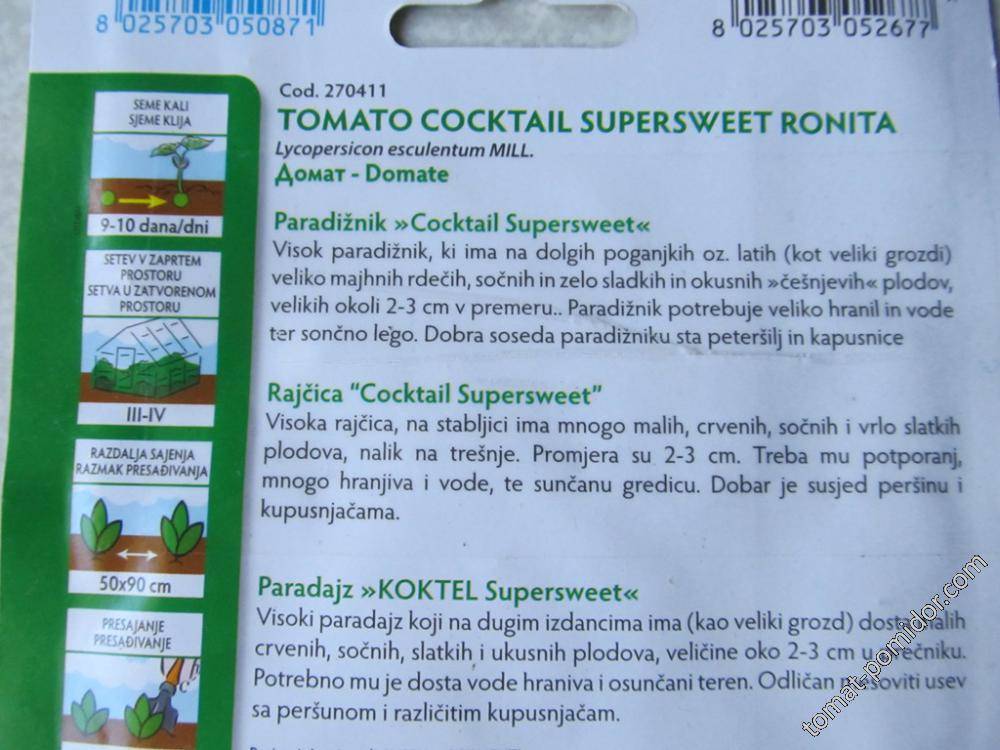 8 025703 050871
8 025703 052677
SEME KALI
SJEME KLIJA
9-10 dana/dni
SETEV V ZAPRTEM
PROSTORU
SETVA U ZATVORENOM
PROSTORU
III-IV
RAZDALJA SAJENJA
RAZMAK PRESAĐIVANJA
50x90 cm
PRESAJANJE
PRESAĐIVANJE
Cod. 270411
TOMATO COCKTAIL SUPERSWEET RONITA
Lycopersicon esculentum MILL.
Домат - Domate
Paradižnik »Cocktail Supersweet«
Visok paradižnik, ki ima na dolgih poganjkih oz. latih (kot veliki grozdi)
veliko majhnih rdečih, sočnih in zelo sladkih in okusnih »češnjevih« plodov,
velikih okoli 2-3 cm v premeru.. Paradižnik potrebuje veliko hranil in vode
ter sončno lego. Dobra soseda paradižniku sta peteršilj in kapusnice
Rajčica "Cocktail Supersweet"
Visoka rajčica, na stabljici ima mnogo malih, crvenih, sočnih i vrlo slatkih
plodova, nalik na trešnje. Promjera su 2-3 cm. Treba mu potporanj,
mnogo hranjiva i vode, te sunčanu gredicu. Dobar je susjed peršinu i
kupusnjačama.
Paradajz »KOKTEL Supersweet«
Visoki paradajz koji na dugim izdancima ima (kao veliki grozd) dosta malih
crvenih, sočnih, slatkih i ukusnih plodova, veličine oko 2-3 cm u prečniku.
Potrebno mu je dosta vode hraniva i osunčani teren. Odličan mešoviti usev
sa peršunom i različitim kupusnjačam.
tomat-pomidor.com